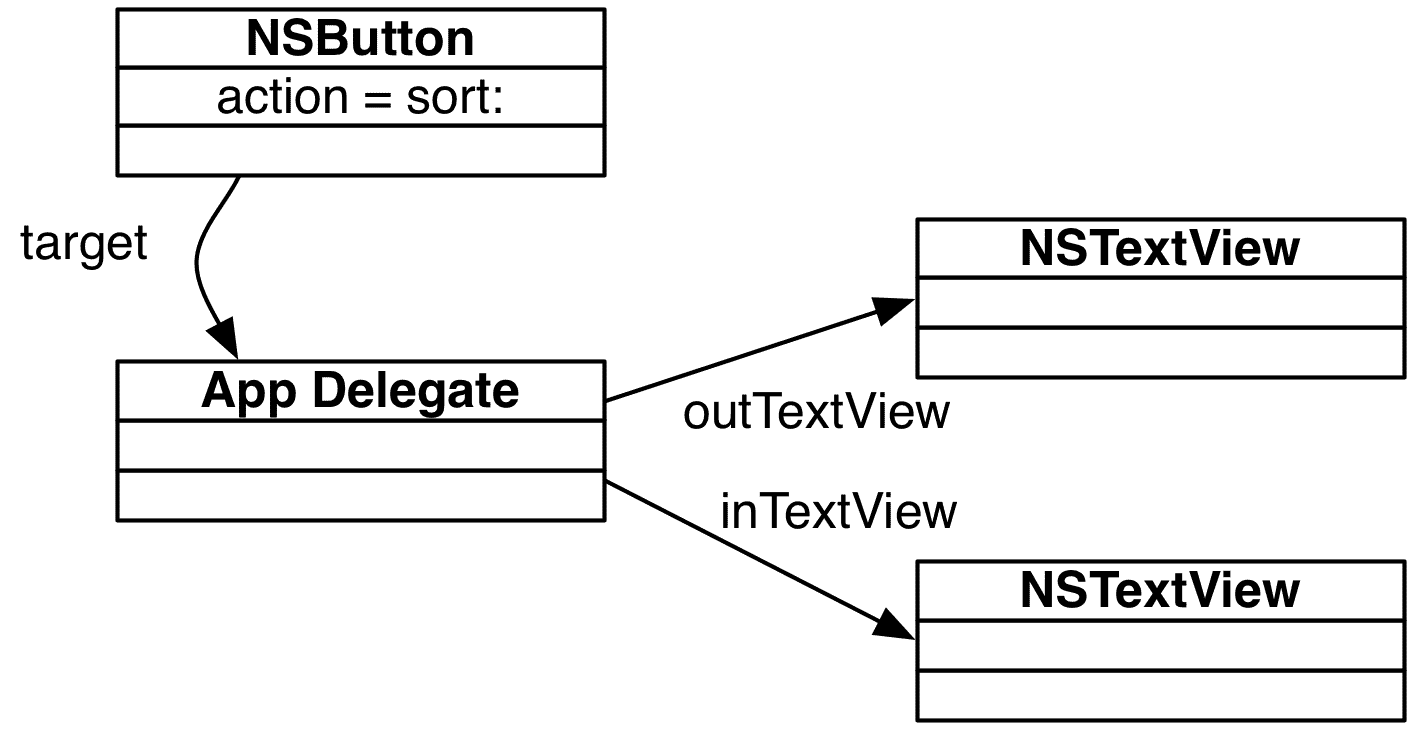 NSButton
action = sort:
target
NSTextView
App Delegate
outTextView
inTextView
NSTextView